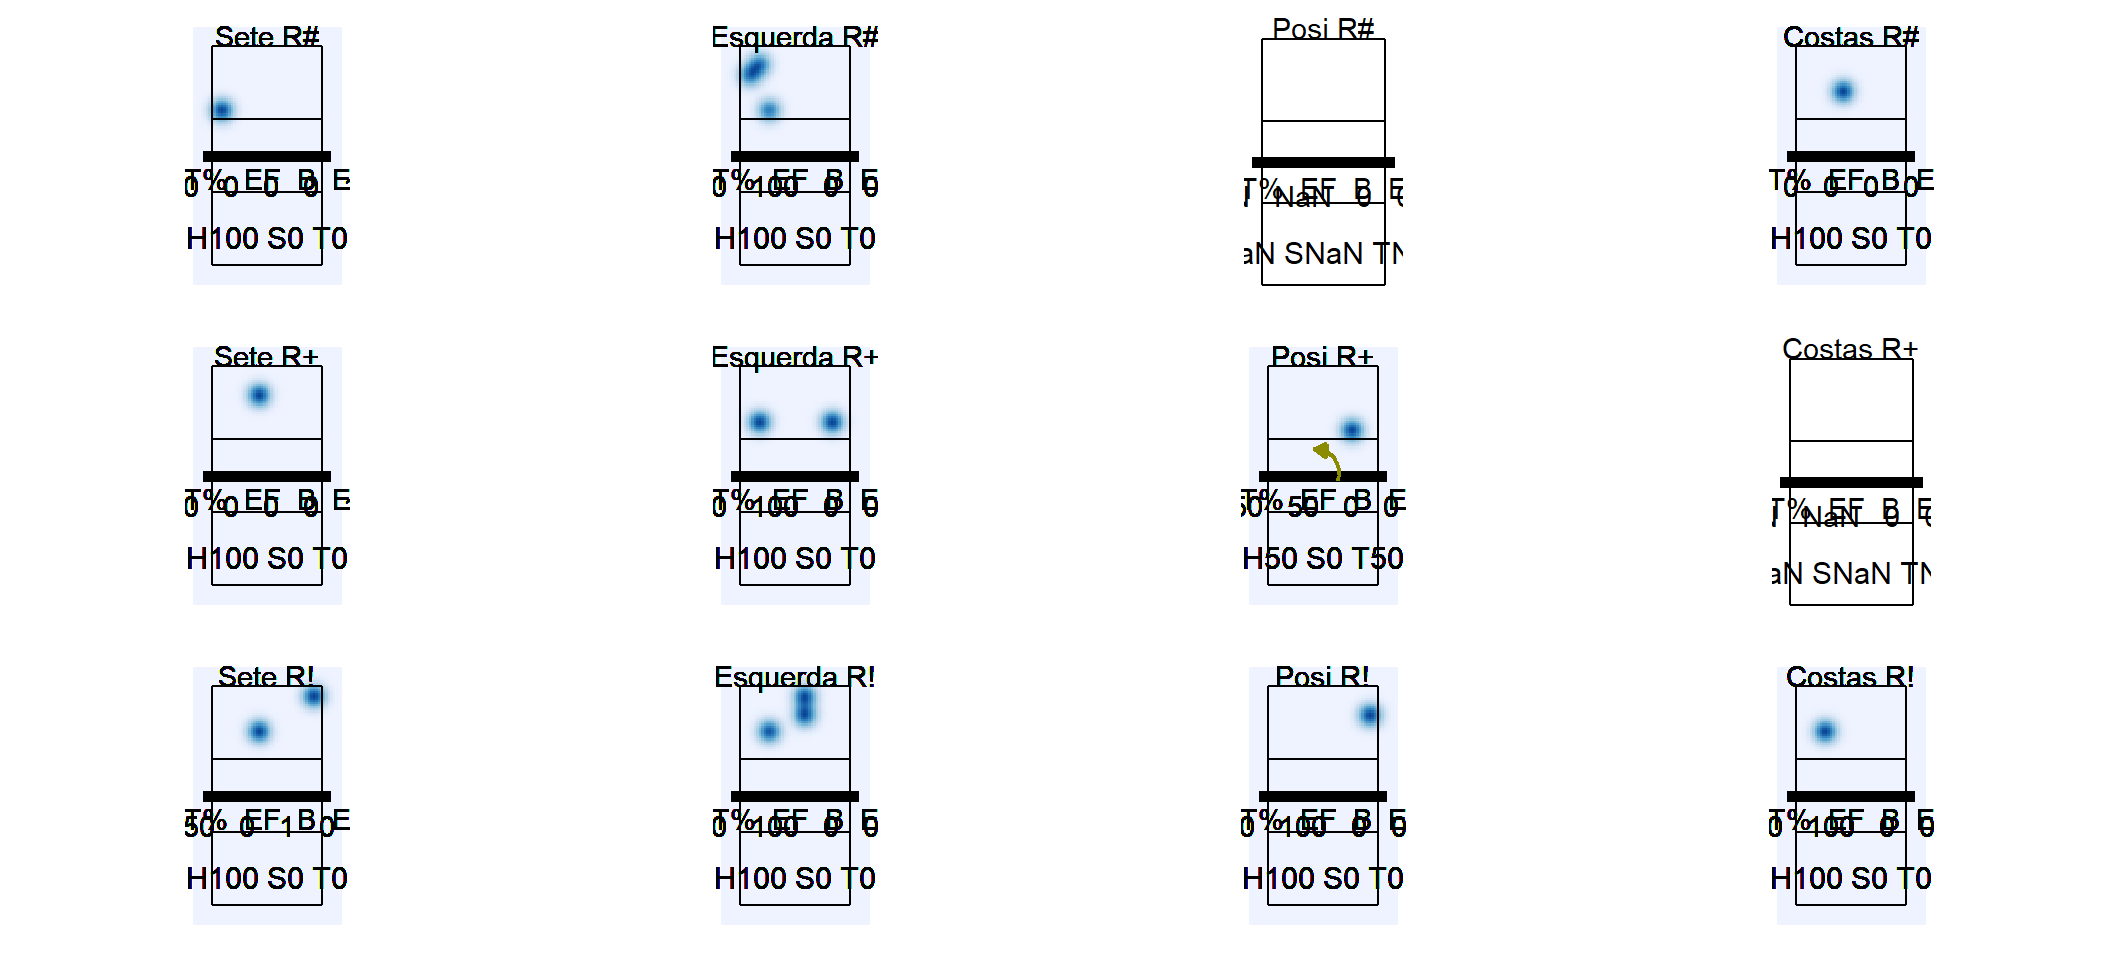 Sete R#
Esquerda R#
Posi R#
Costas R#
T% EF B E
0 0 0 0
H100 S0 T0
T% EF B E
0 100 0 0
H100 S0 T0
T% EF B E
NaN 0
aN SNaN TN
T% EF B E
0 0 0 0
H100 S0 T0
Sete R+
Esquerda R+
Posi R+
Costas R+
T% EF B E
0 0 0 0
H100 S0 T0
T% EF B E
0 100 0 0
H100 S0 T0
T% EF B E
50 50 0 0
H50 S0 T50
T% EF B E
NaN 0
aN SNaN TN
Sete R!
Esquerda R!
Posi R!
Costas R!
T% EF B E
50 0 1 0
H100 S0 T0
T% EF B E
0 100 0 0
H100 S0 T0
T% EF B E
0 100 0 0
H100 S0 T0
T% EF B E
0 100 0 0
H100 S0 T0